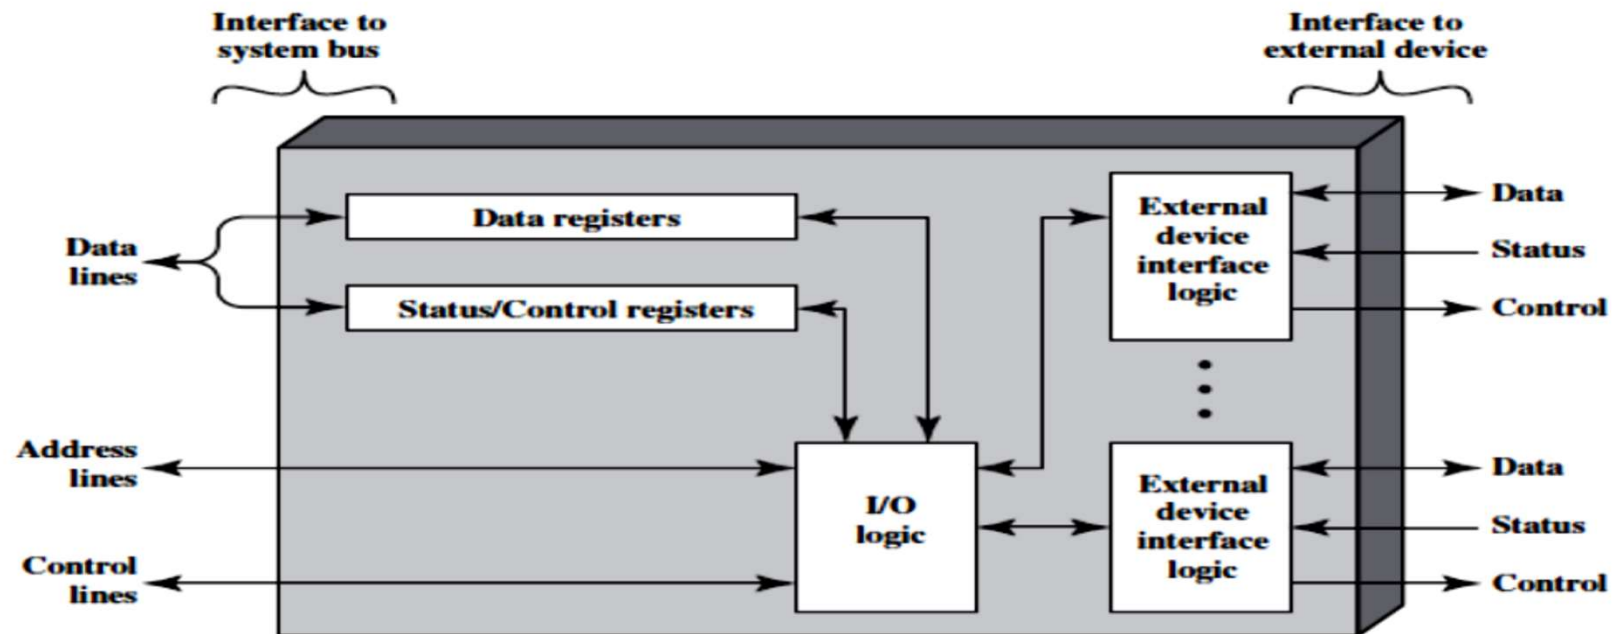 Interface to
system bus
Interface to
external device
Data
lines
Data registers
Status/Control registers
External
device
interface
logic
Data
Status
Control
Address
lines
Control
lines
I/O
logic
External
device
interface
logic
Data
Status
Control